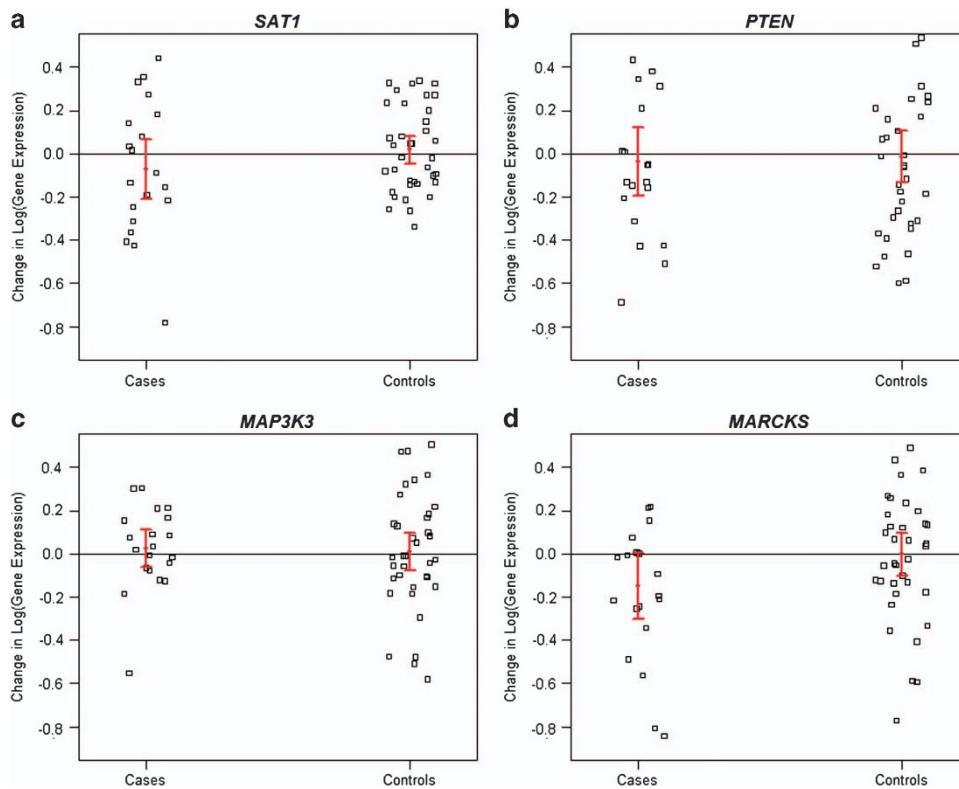 a
SAT1
Change in Log(Gene Expression)
0.4
0.2
0.0
-0.2
-0.4
-0.6
-0.8
Cases
Controls
b
PTEN
Change in Log(Gene Expression)
0.4
0.2
0.0
-0.2
-0.4
-0.6
-0.8
Cases
Controls
c
MAP3K3
Change in Log(Gene Expression)
0.4
0.2
0.0
-0.2
-0.4
-0.6
-0.8
Cases
Controls
d
MARCKS
Change in Log(Gene Expression)
0.4
0.2
0.0
-0.2
-0.4
-0.6
-0.8
Cases
Controls